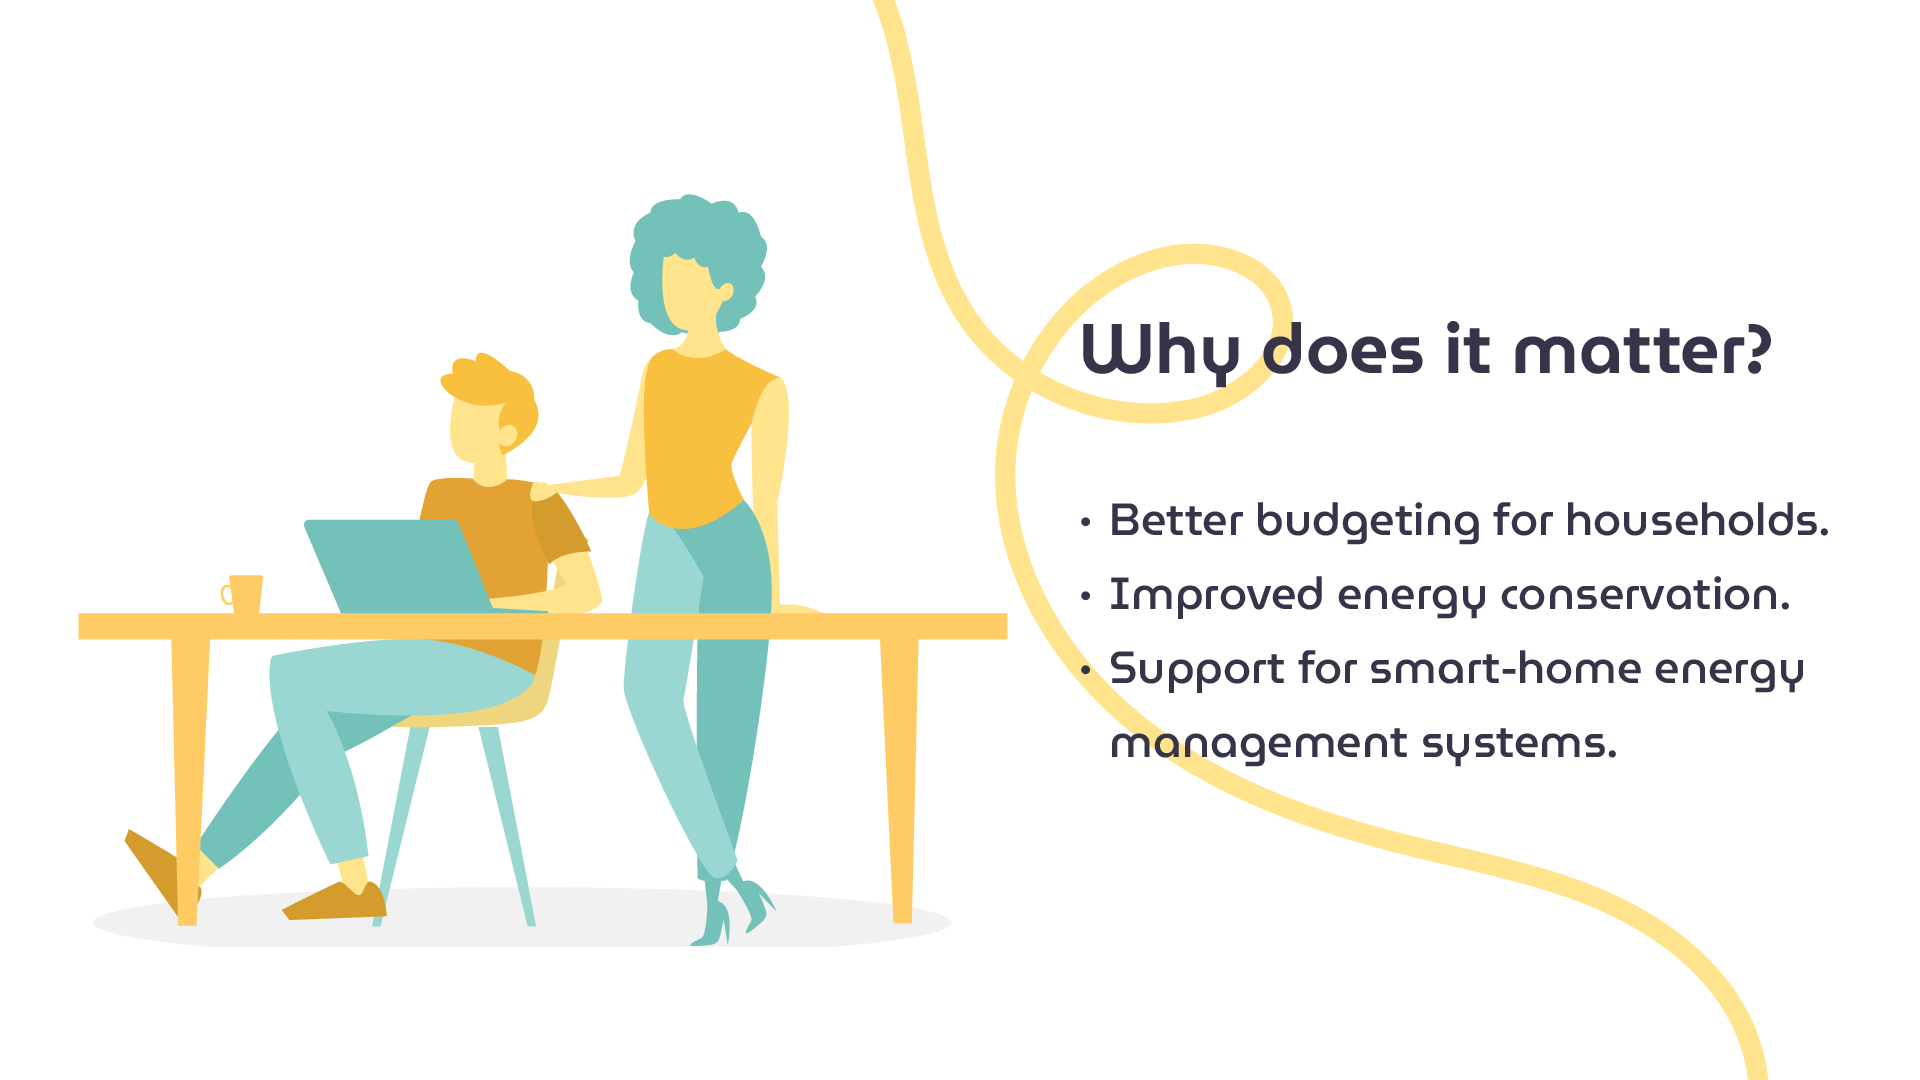 Why does it matter?
• Better budgeting for households.
• Improved energy conservation.
• Support for smart-home energy
management systems.